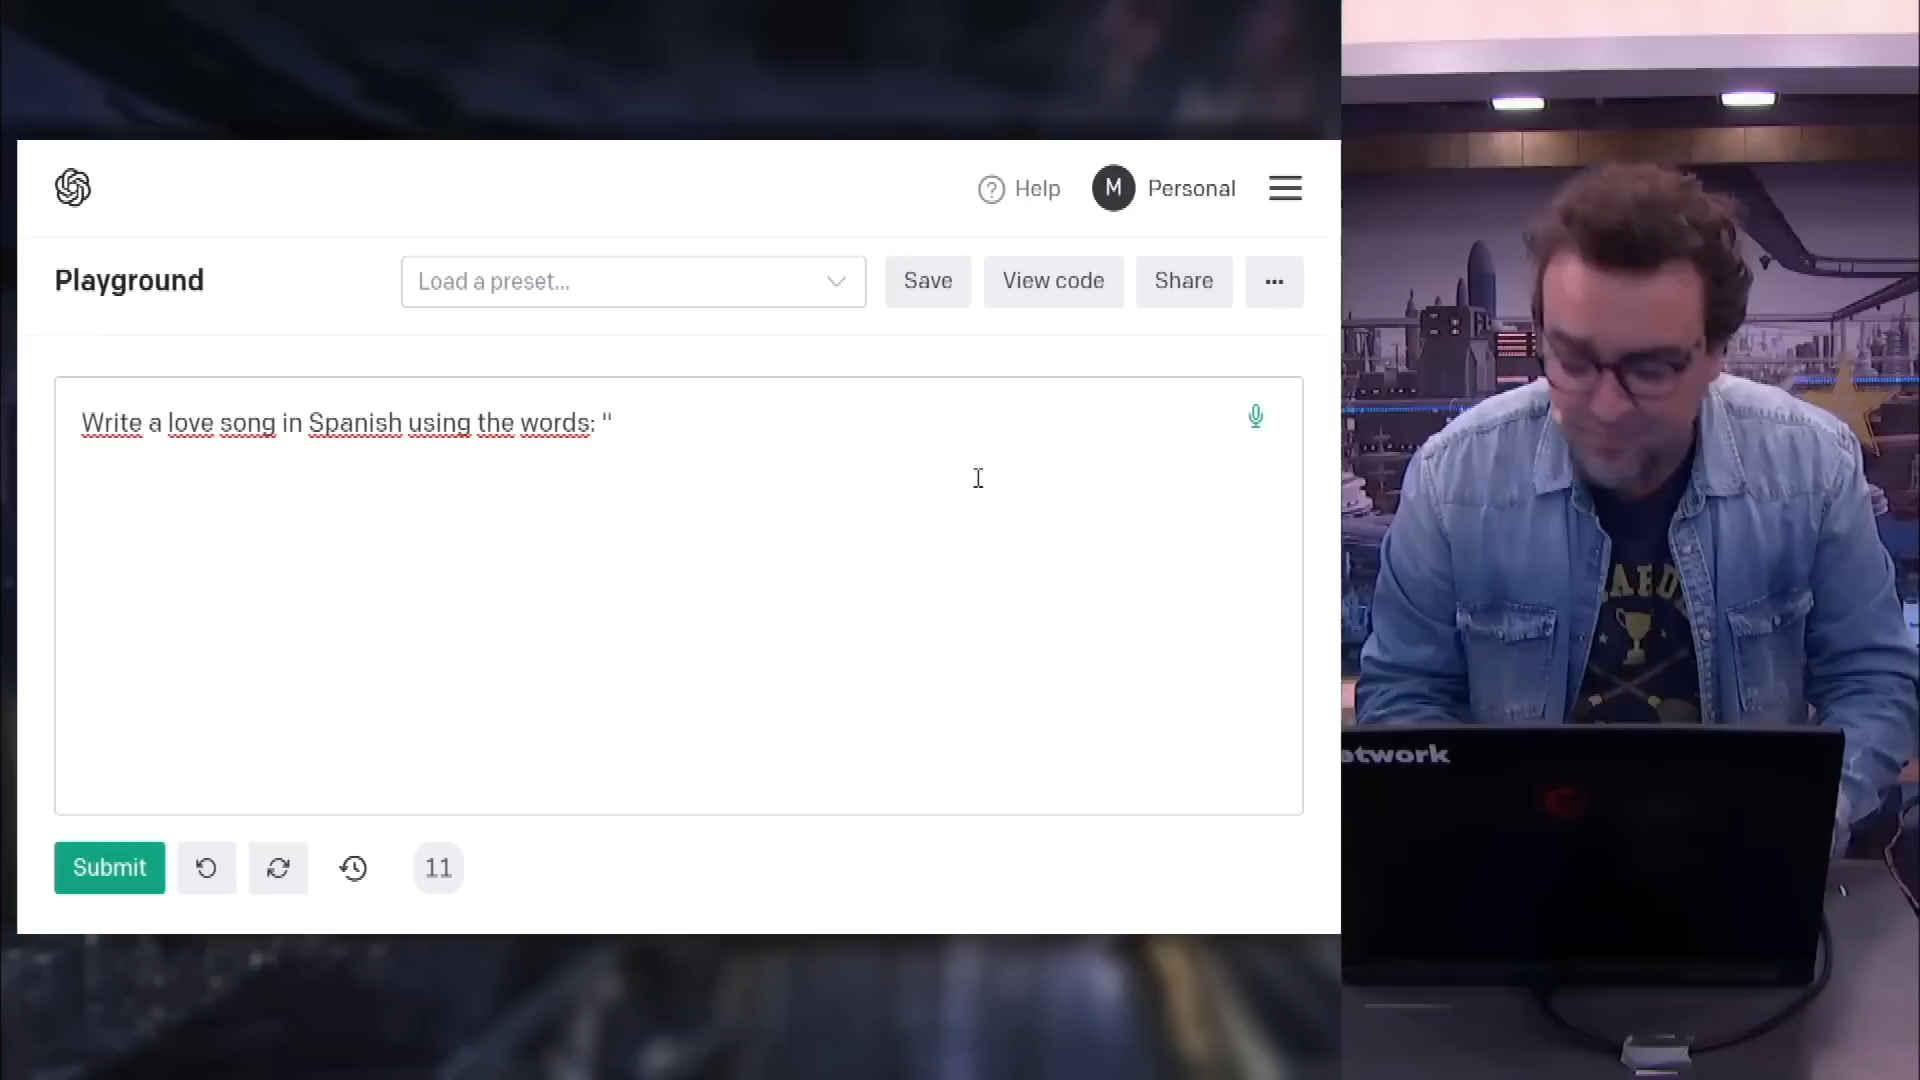 Help
M
Personal
Playground
Load a preset...
Save
View code
Share
...
Write a love song in Spanish using the words: "
Submit
11
etwork